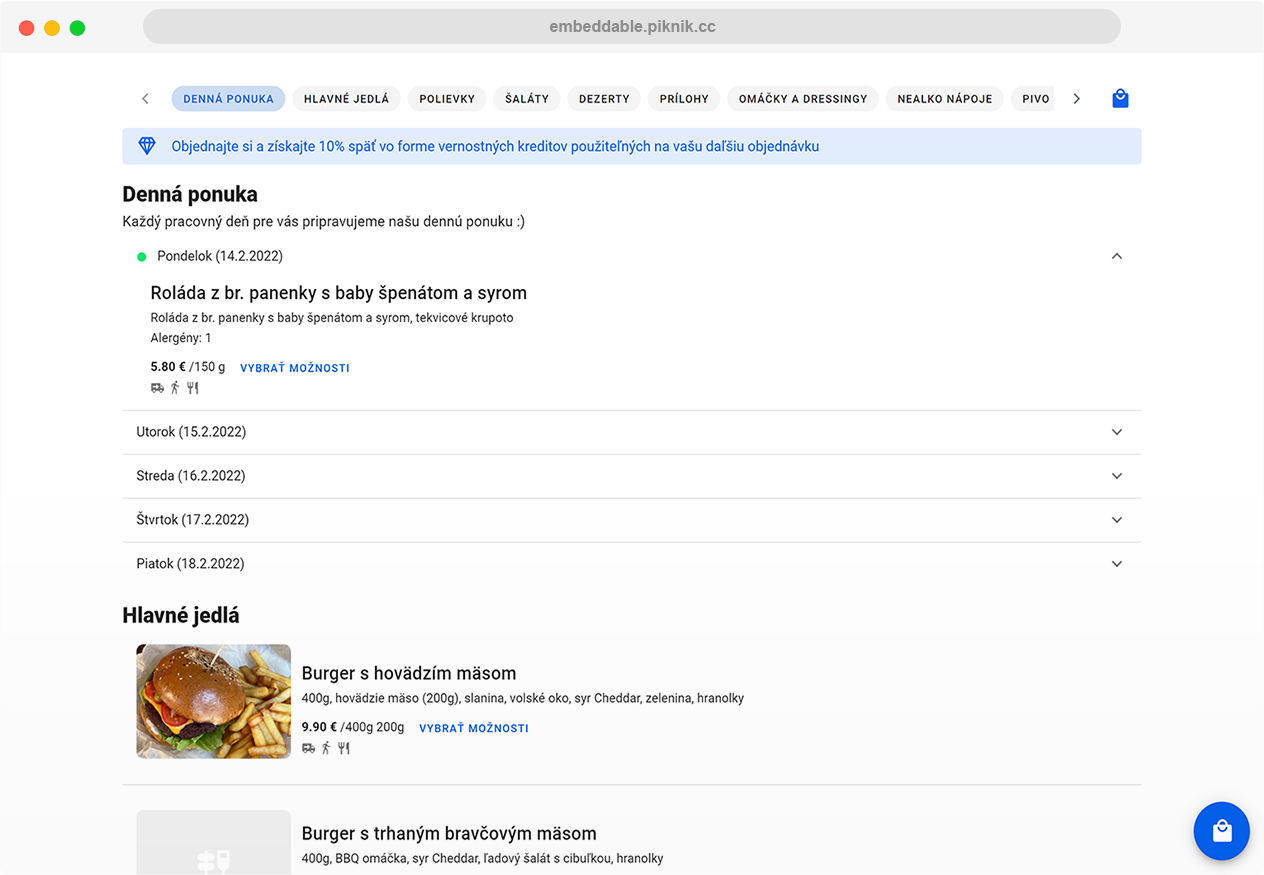 embeddable.piknik.cc
DENNÁ PONUKA HLAVNÉ JEDLÁ POLIEVKY ŠALÁTY DEZERTY PRÍLOHY OMÁČKY A DRESSINGY NEALKO NÁPOJE PIVO
Objednajte si a získajte 10% späť vo forme vernostných kreditov použiteľných na vašu daľšiu objednávku
Denná ponuka
Každý pracovný deň pre vás pripravujeme našu dennú ponuku :)
Pondelok (14.2.2022)
Roláda z br. panenky s baby špenátom a syrom
Roláda z br. panenky s baby špenátom a syrom, tekvicové krupoto
Alergény: 1
5.80 € /150 g VYBRAŤ MOŽNOSTI
Utorok (15.2.2022)
Streda (16.2.2022)
Štvrtok (17.2.2022)
Piatok (18.2.2022)
Hlavné jedlá
Burger s hovädzím mäsom
400g, hovädzie mäso (200g), slanina, volské oko, syr Cheddar, zelenina, hranolky
9.90 € /400g 200g VYBRAŤ MOŽNOSTI
Burger s trhaným bravčovým mäsom
400g, BBQ omáčka, syr Cheddar, ľadový šalát s cibuľkou, hranolky